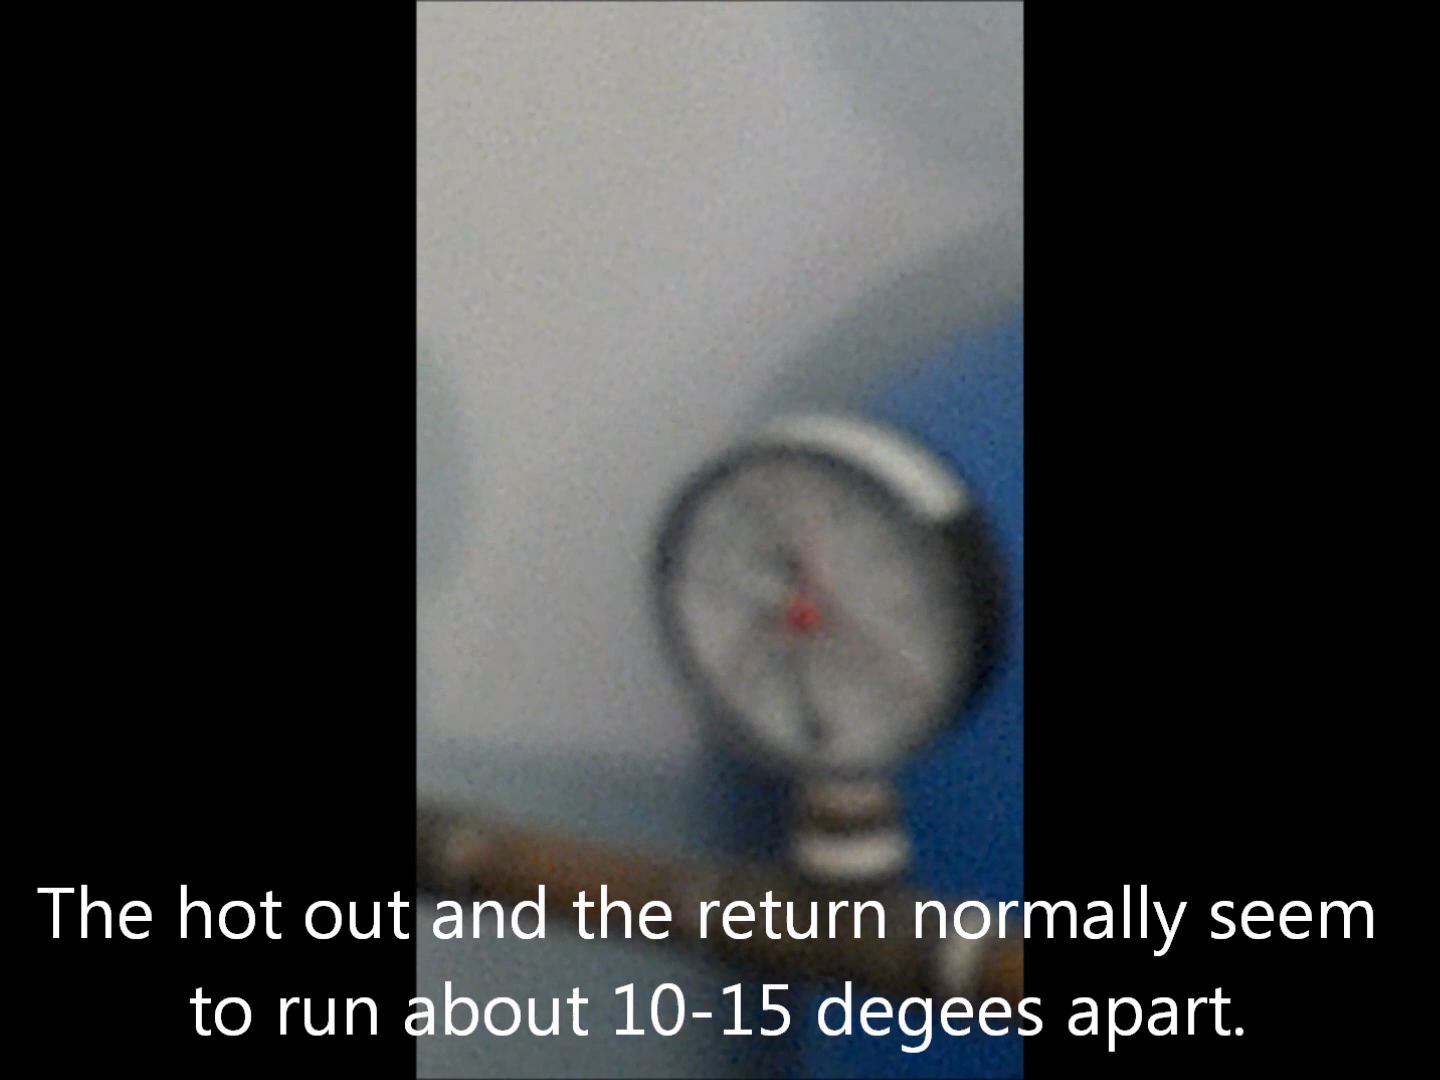 The hot out and the return normally seem
to run about 10-15 degees apart.